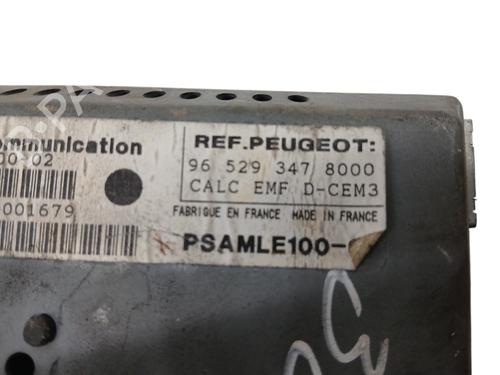 REF.PEUGEOT:
96 529 347 8000
CALC EMF D-CEM3
FABRIQUE EN FRANCE MADE IN FRANCE
PSAMLE100-
mmunication
00-02
001679